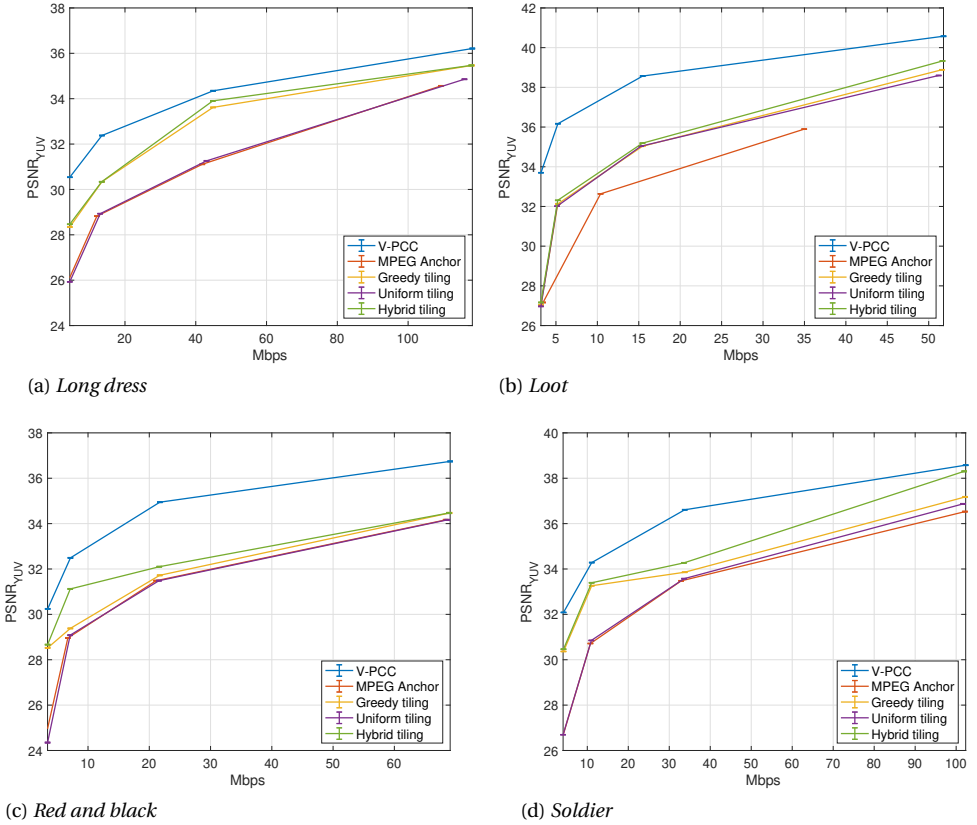 38
36
34
32
30
28
26
24
PSNR_YUV
20 40 60 80 100
Mbps
V-PCC
MPEG Anchor
Greedy tiling
Uniform tiling
Hybrid tiling
(a) Long dress
42
40
38
36
34
32
30
28
26
PSNR_YUV
5 10 15 20 25 30 35 40 45 50
Mbps
V-PCC
MPEG Anchor
Greedy tiling
Uniform tiling
Hybrid tiling
(b) Loot
38
36
34
32
30
28
26
24
PSNR_YUV
10 20 30 40 50 60
Mbps
V-PCC
MPEG Anchor
Greedy tiling
Uniform tiling
Hybrid tiling
(c) Red and black
40
38
36
34
32
30
28
26
PSNR_YUV
10 20 30 40 50 60 70 80 90 100
Mbps
V-PCC
MPEG Anchor
Greedy tiling
Uniform tiling
Hybrid tiling
(d) Soldier